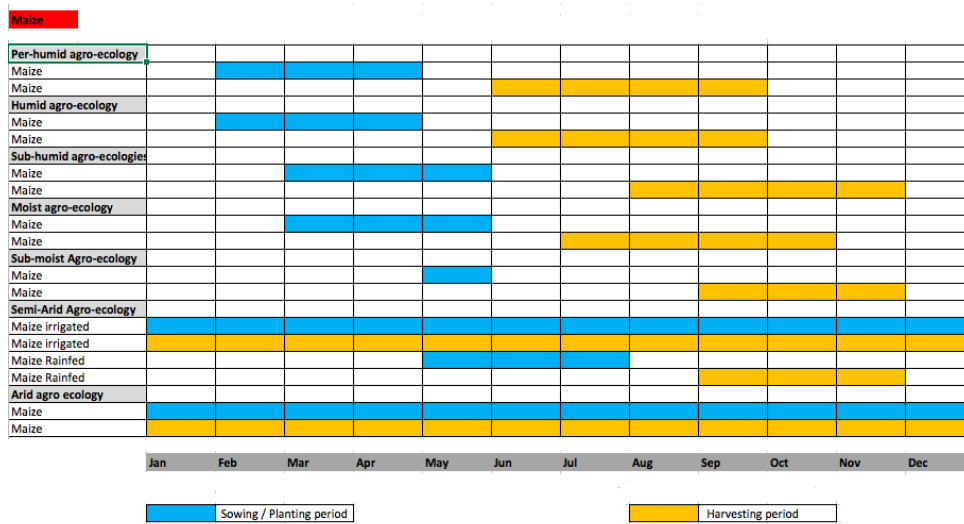 Maize
Per-humid agro-ecology
Maize
Maize
Humid agro-ecology
Maize
Maize
Sub-humid agro-ecologies
Maize
Maize
Moist agro-ecology
Maize
Maize
Sub-moist Agro-ecology
Maize
Maize
Semi-Arid Agro-ecology
Maize irrigated
Maize irrigated
Maize Rainfed
Maize Rainfed
Arid agro ecology
Maize
Maize
Jan Feb Mar Apr May Jun Jul Aug Sep Oct Nov Dec
Sowing / Planting period Harvesting period